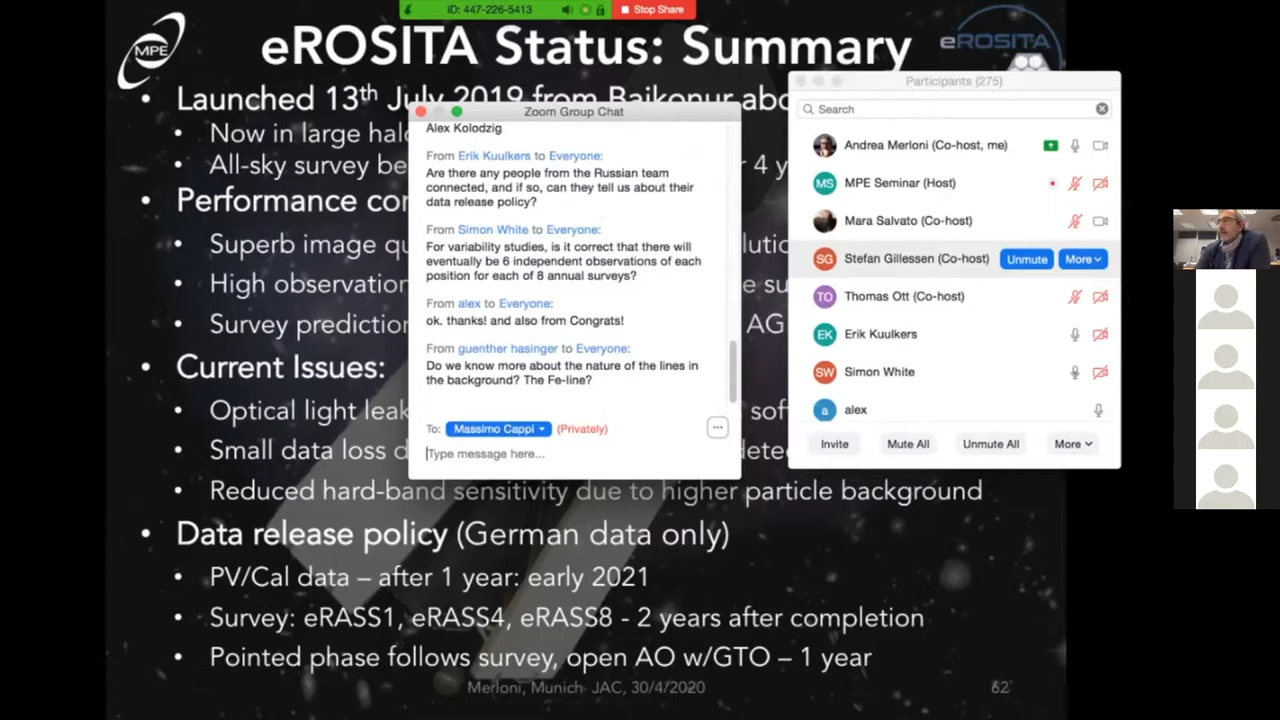 ID: 447-226-5413
Stop Share
MPE
eROSITA Status: Summary
eROSITA
Launched 13th July 2019 from Baikonur abo
Now in large halo
All-sky survey be
4 y
Performance con
Superb image qu
lutio
High observation
e su
Survey prediction
AG
Current Issues:
Optical light leak
soft
Small data loss d
dete
Reduced hard-band sensitivity due to higher particle background
Data release policy (German data only)
PV/Cal data – after 1 year: early 2021
Survey: eRASS1, eRASS4, eRASS8 - 2 years after completion
Pointed phase follows survey, open AO w/GTO – 1 year
Merloni, Munich JAC, 30/4/2020
62
Zoom Group Chat
Alex Kolodzig
From Erik Kuulkers to Everyone:
Are there any people from the Russian team
connected, and if so, can they tell us about their
data release policy?
From Simon White to Everyone:
For variability studies, is it correct that there will
eventually be 6 independent observations of each
position for each of 8 annual surveys?
From alex to Everyone:
ok. thanks! and also from Congrats!
From guenther hasinger to Everyone:
Do we know more about the nature of the lines in
the background? The Fe-line?
To: Massimo Cappi (Privately)
Type message here...
Participants (275)
Search
Andrea Merloni (Co-host, me)
MS MPE Seminar (Host)
Mara Salvato (Co-host)
SG Stefan Gillessen (Co-host) Unmute More
TO Thomas Ott (Co-host)
EK Erik Kuulkers
SW Simon White
a alex
Invite Mute All Unmute All More